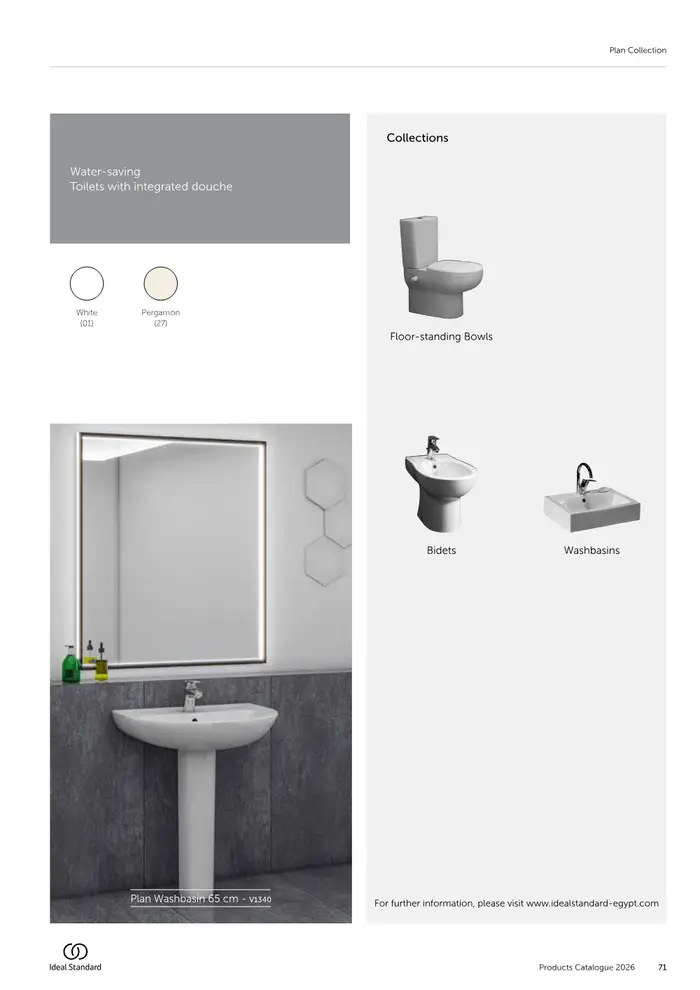 Plan Collection
Water-saving
Toilets with integrated douche
White
(01)
Pergamon
(27)
Collections
Floor-standing Bowls
Bidets
Washbasins
Plan Washbasin 65 cm - V1340
For further information, please visit www.idealstandard-egypt.com
Ideal Standard
Products Catalogue 2026
71